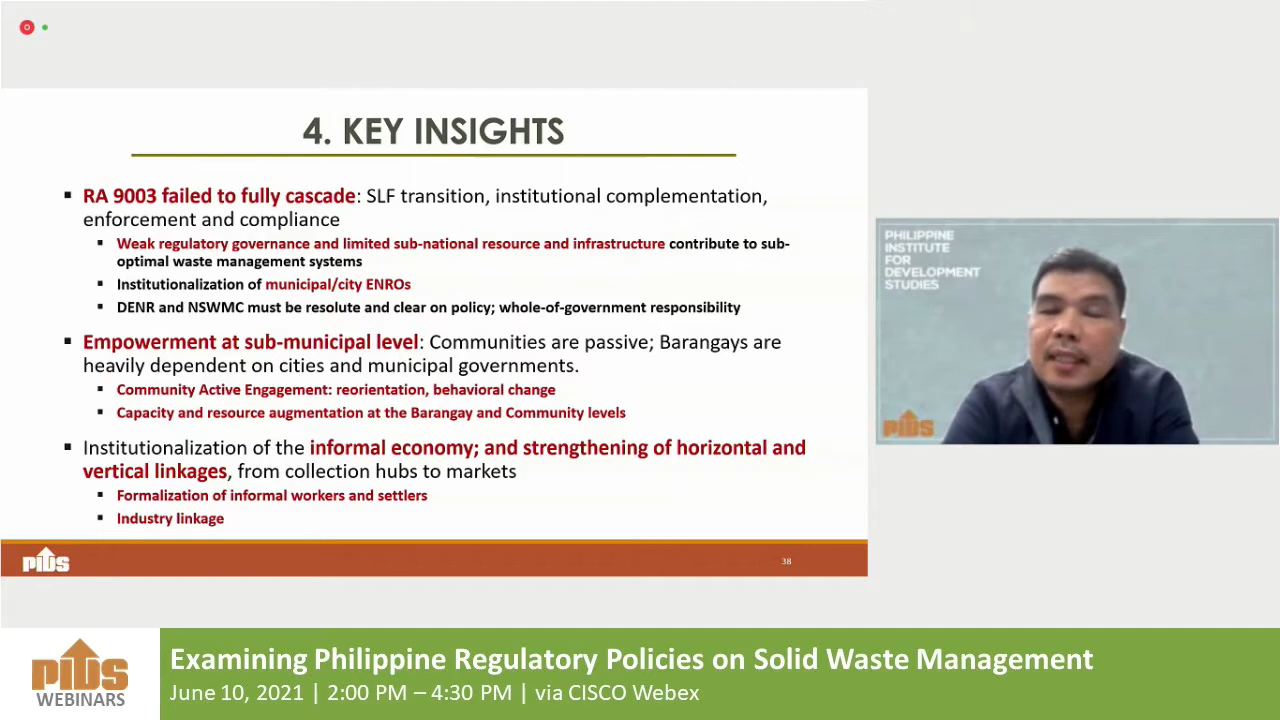 4. KEY INSIGHTS
▪ RA 9003 failed to fully cascade: SLF transition, institutional complementation,
enforcement and compliance
▪ Weak regulatory governance and limited sub-national resource and infrastructure contribute to sub-
optimal waste management systems
▪ Institutionalization of municipal/city ENROs
▪ DENR and NSWMC must be resolute and clear on policy; whole-of-government responsibility
▪ Empowerment at sub-municipal level: Communities are passive; Barangays are
heavily dependent on cities and municipal governments.
▪ Community Active Engagement: reorientation, behavioral change
▪ Capacity and resource augmentation at the Barangay and Community levels
▪ Institutionalization of the informal economy; and strengthening of horizontal and
vertical linkages, from collection hubs to markets
▪ Formalization of informal workers and settlers
▪ Industry linkage
PIDS
38
PHILIPPINE
INSTITUTE
FOR
DEVELOPMENT
STUDIES
PIDS
PIDS
WEBINARS
Examining Philippine Regulatory Policies on Solid Waste Management
June 10, 2021 | 2:00 PM – 4:30 PM | via CISCO Webex